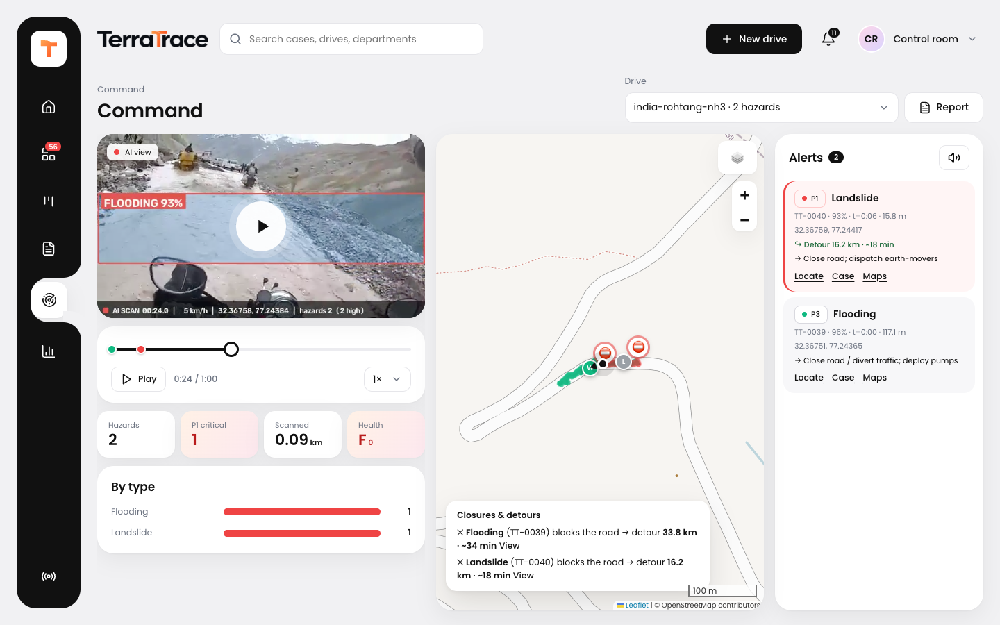 TerraTrace
Search cases, drives, departments
New drive
11
CR
Control room
56
Command
Command
Drive
india-rohtang-nh3 · 2 hazards
Report
AI view
FLOODING 93%
AI SCAN 00:24.0 | 5 km/h | 32.36758, 77.24384 | hazards 2 (2 high)
Play
0:24 / 1:00
1×
Hazards
2
P1 critical
1
Scanned
0.09 km
Health
F 0
By type
Flooding
1
Landslide
1
+
−
L
Closures & detours
✕ Flooding (TT-0039) blocks the road → detour 33.8 km
· ~34 min View
✕ Landslide (TT-0040) blocks the road → detour 16.2
km · ~18 min View
100 m
Leaflet | © OpenStreetMap contributors
Alerts 2
P1 Landslide
TT-0040 · 93% · t=0:06 · 15.8 m
32.36759, 77.24417
↪ Detour 16.2 km · ~18 min
→ Close road; dispatch earth-movers
Locate Case Maps
P3 Flooding
TT-0039 · 96% · t=0:00 · 117.1 m
32.36751, 77.24365
→ Close road / divert traffic; deploy pumps
Locate Case Maps